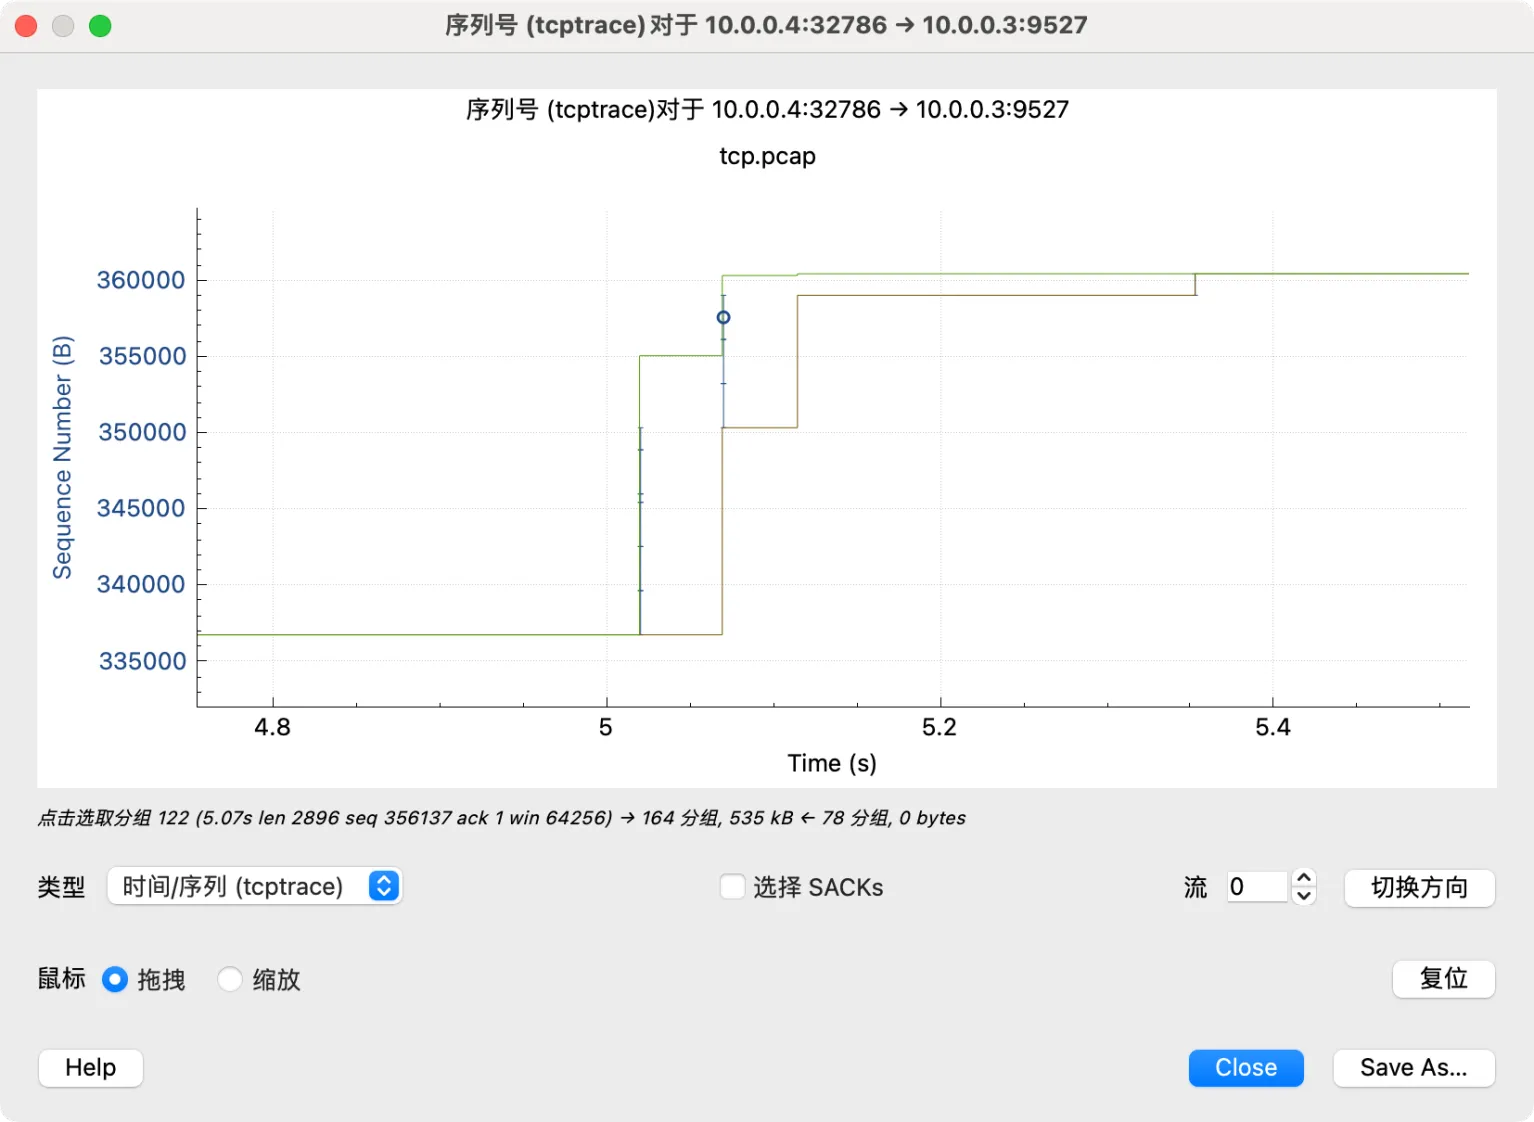 序列号 (tcptrace)对于 10.0.0.4:32786 → 10.0.0.3:9527
序列号 (tcptrace)对于 10.0.0.4:32786 → 10.0.0.3:9527
tcp.pcap
Sequence Number (B)
360000
355000
350000
345000
340000
335000
4.8 5 5.2 5.4
Time (s)
点击选取分组 122 (5.07s len 2896 seq 356137 ack 1 win 64256) → 164 分组, 535 kB ← 78 分组, 0 bytes
类型 时间/序列 (tcptrace) 选择 SACKs 流 0 切换方向
鼠标 拖拽 缩放 复位
Help Close Save As...